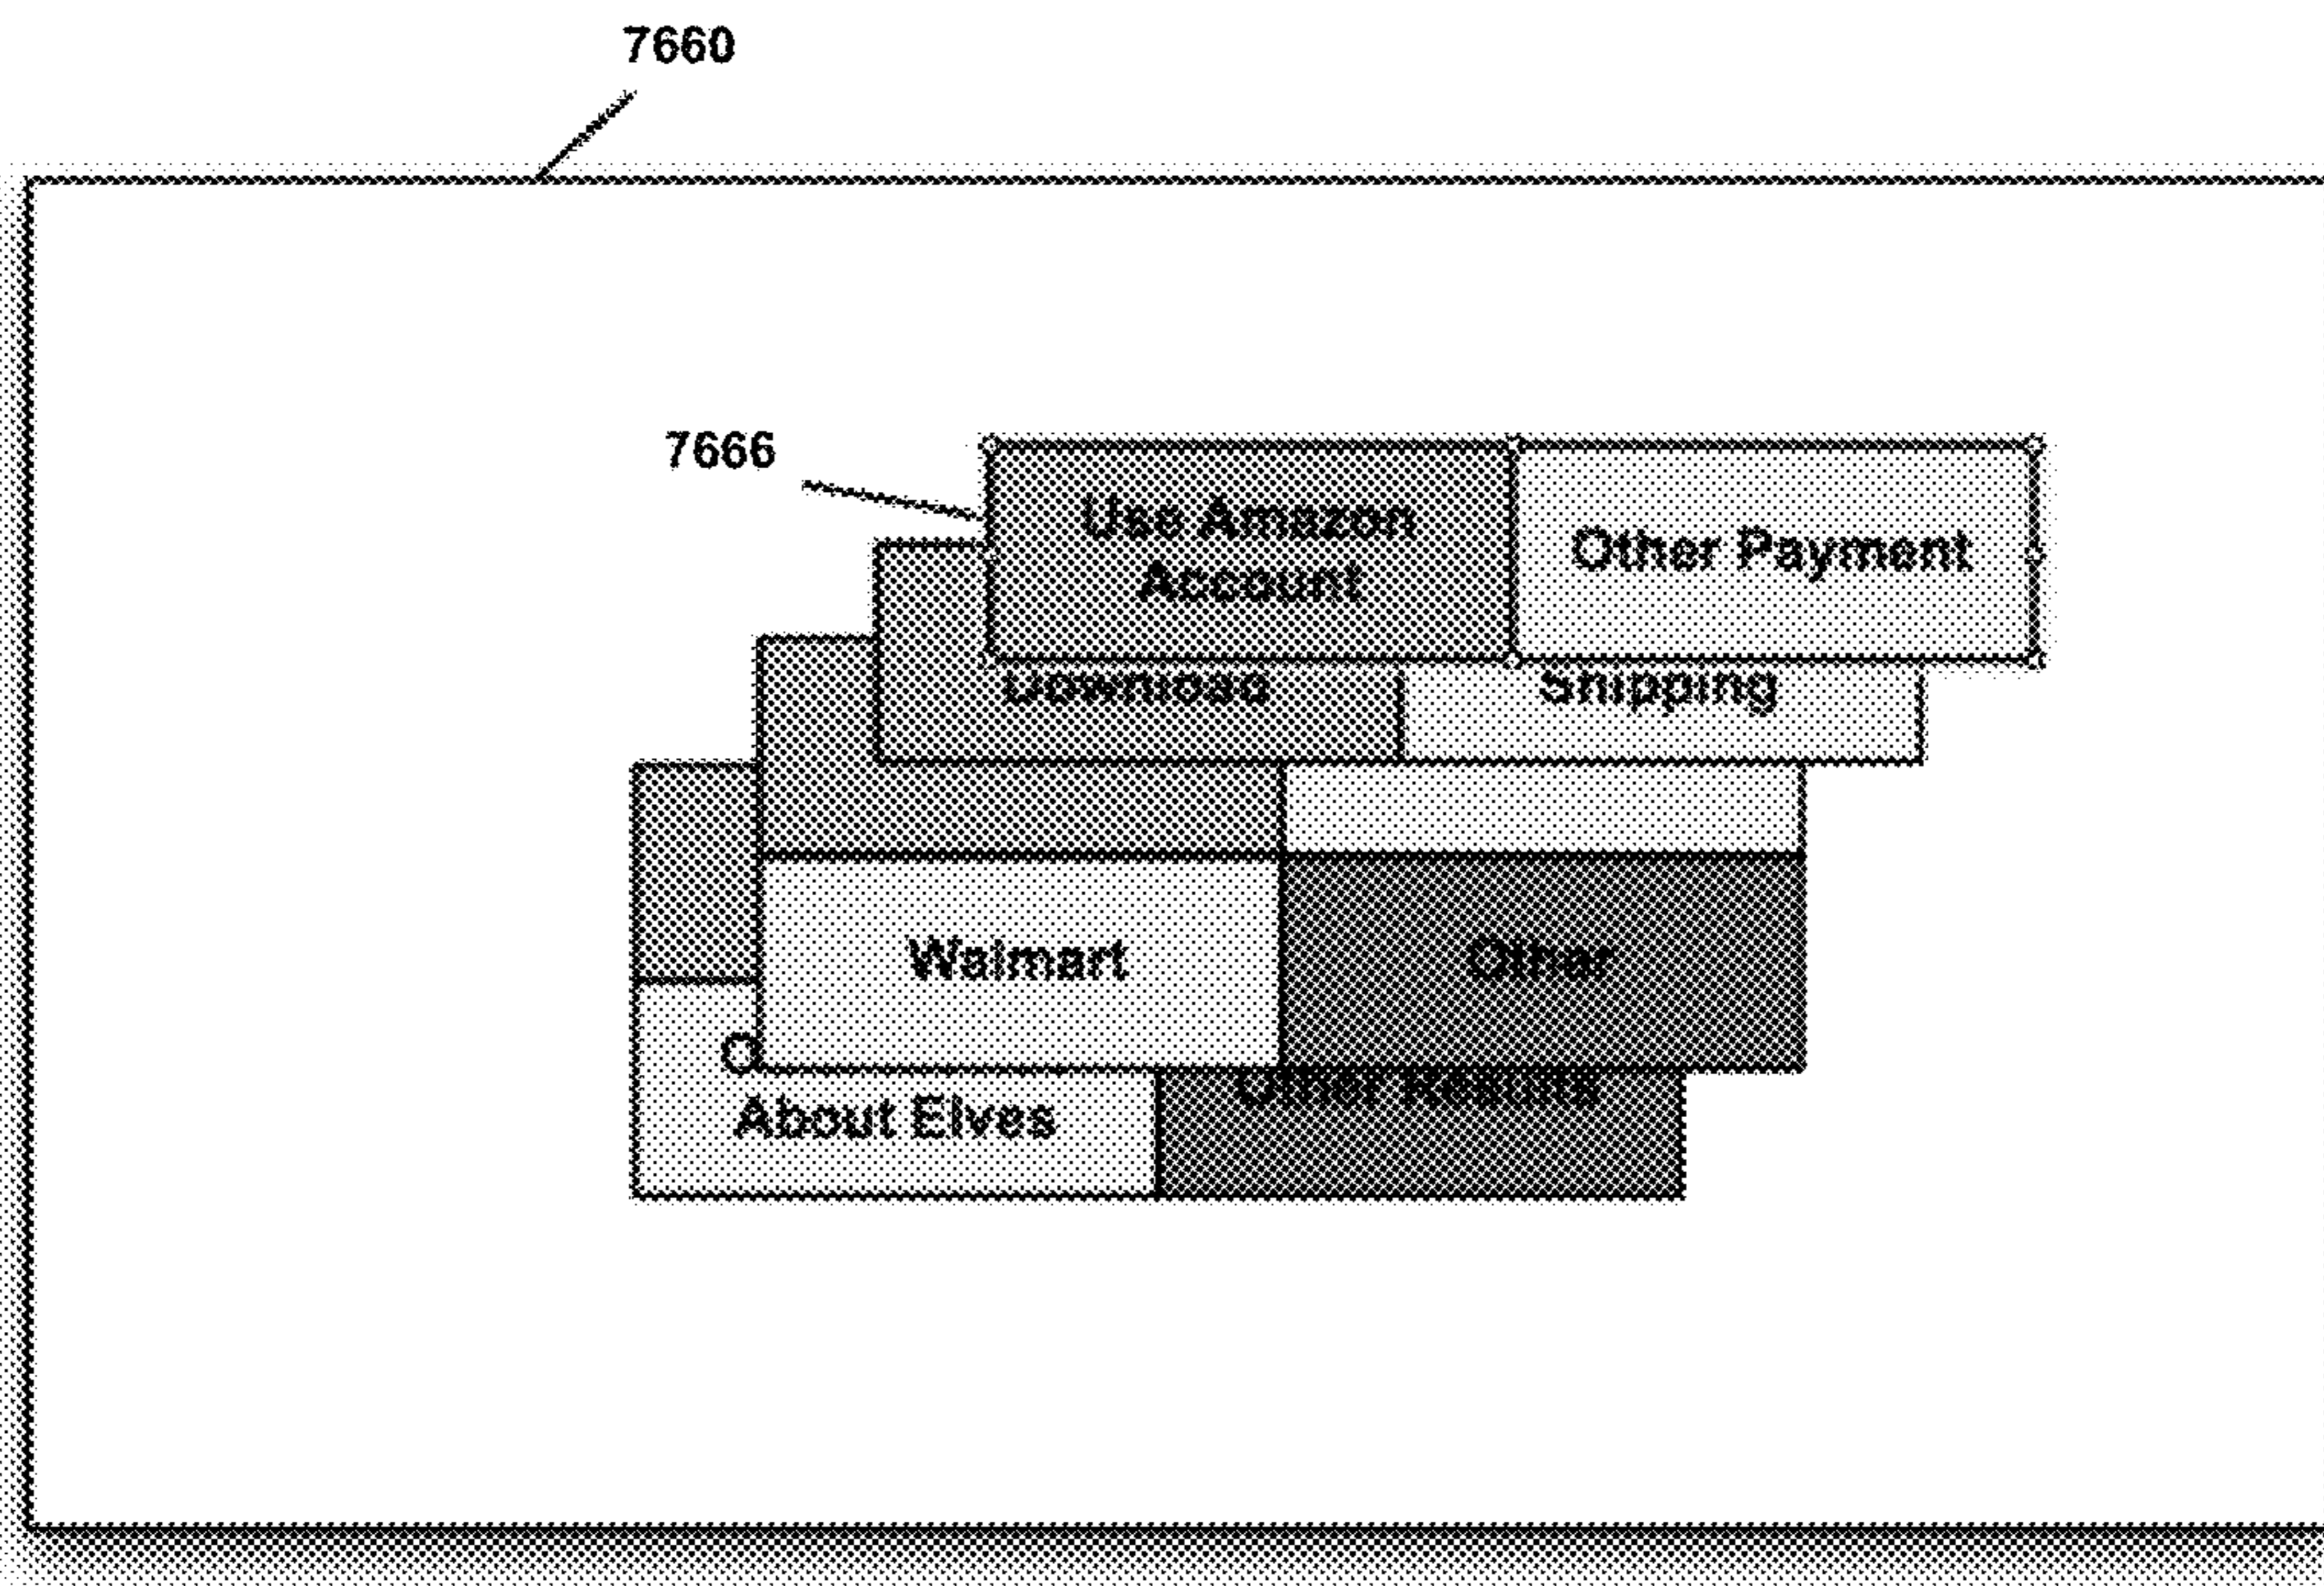 7660
7666
Use Amazon
Account
Other Payment
Download
Shipping
Walmart
Other
O
About Elves
Other Results